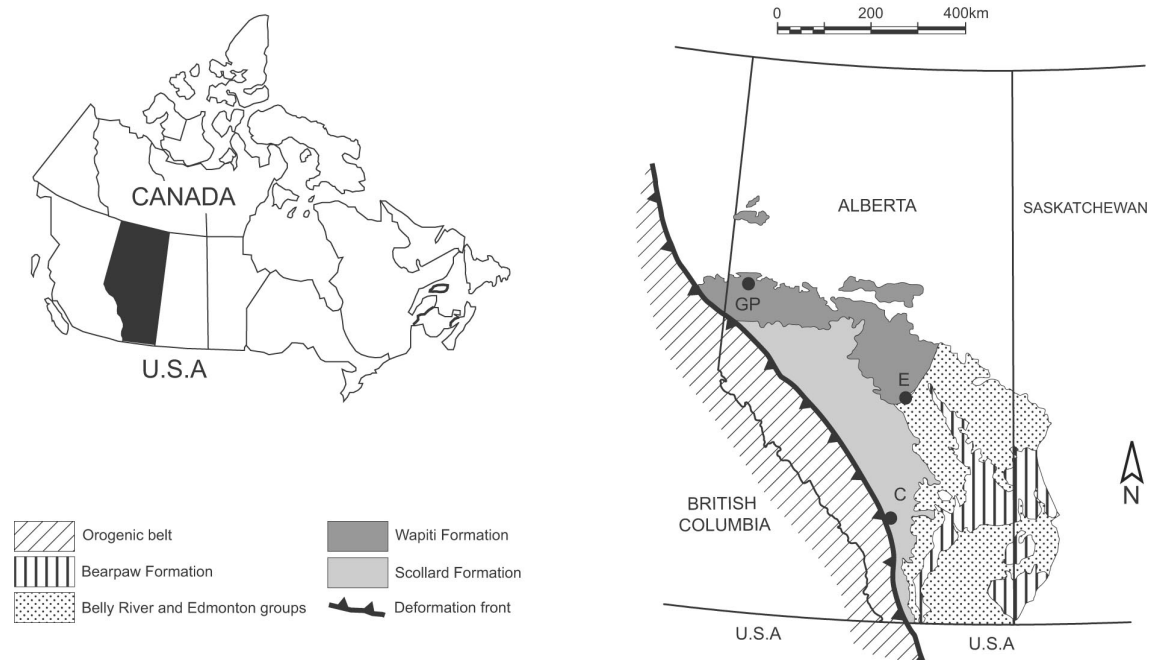 CANADA
U.S.A
0 200 400km
ALBERTA
SASKATCHEWAN
GP
E
C
BRITISH
COLUMBIA
N
U.S.A
U.S.A
Orogenic belt
Bearpaw Formation
Belly River and Edmonton groups
Wapiti Formation
Scollard Formation
Deformation front